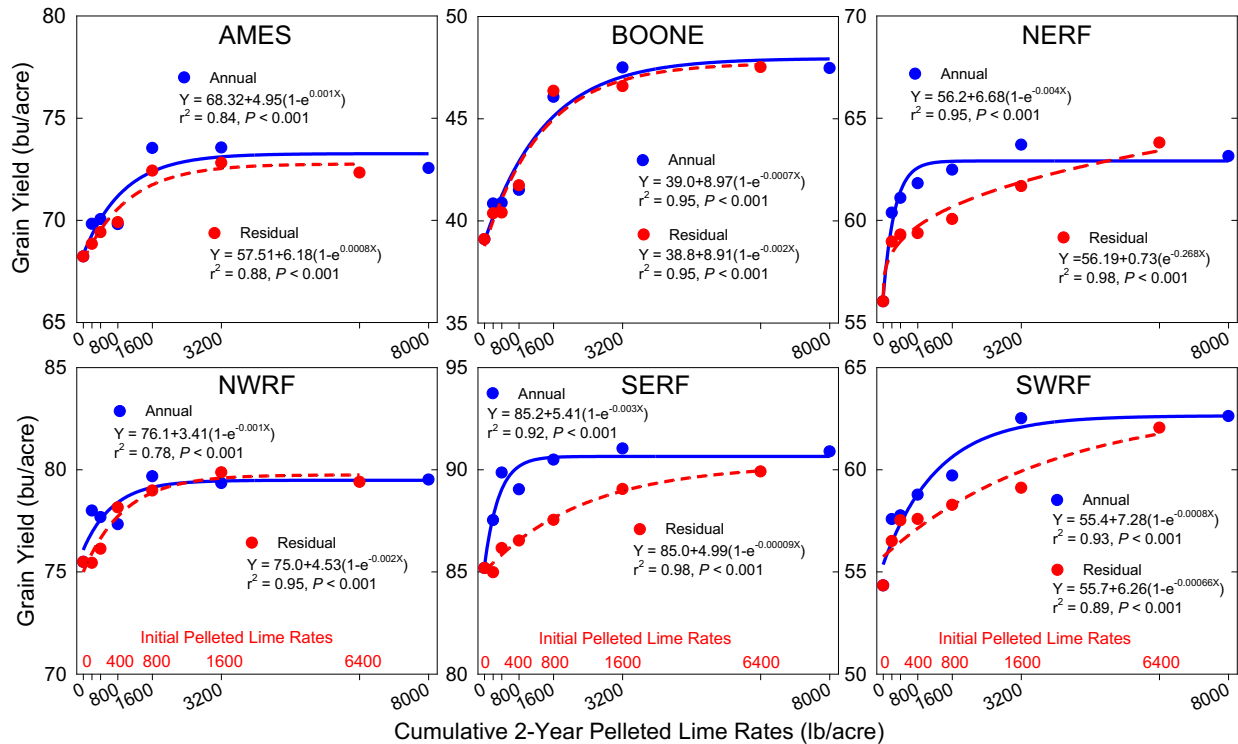 80
75
70
65
Grain Yield (bu/acre)
AMES
Annual
Y = 68.32+4.95(1-e^0.001X)
r² = 0.84, P < 0.001
Residual
Y = 57.51+6.18(1-e^0.0008X)
r² = 0.88, P < 0.001
0
800
1600
3200
8000
50
45
40
35
BOONE
Annual
Y = 39.0+8.97(1-e^-0.0007X)
r² = 0.95, P < 0.001
Residual
Y = 38.8+8.91(1-e^-0.002X)
r² = 0.95, P < 0.001
0
800
1600
3200
8000
70
65
60
55
NERF
Annual
Y = 56.2+6.68(1-e^-0.004X)
r² = 0.95, P < 0.001
Residual
Y =56.19+0.73(e^-0.268X)
r² = 0.98, P < 0.001
0
800
1600
3200
8000
85
80
75
70
Grain Yield (bu/acre)
NWRF
Annual
Y = 76.1+3.41(1-e^-0.001X)
r² = 0.78, P < 0.001
Residual
Y = 75.0+4.53(1-e^-0.002X)
r² = 0.95, P < 0.001
Initial Pelleted Lime Rates
0 400 800 1600 6400
0
800
1600
3200
8000
95
90
85
80
SERF
Annual
Y = 85.2+5.41(1-e^-0.003X)
r² = 0.92, P < 0.001
Residual
Y = 85.0+4.99(1-e^-0.00009X)
r² = 0.98, P < 0.001
Initial Pelleted Lime Rates
0 400 800 1600 6400
0
800
1600
3200
8000
70
65
60
55
50
SWRF
Annual
Y = 55.4+7.28(1-e^-0.0008X)
r² = 0.93, P < 0.001
Residual
Y = 55.7+6.26(1-e^-0.00066X)
r² = 0.89, P < 0.001
Initial Pelleted Lime Rates
0 400 800 1600 6400
0
800
1600
3200
8000
Cumulative 2-Year Pelleted Lime Rates (lb/acre)